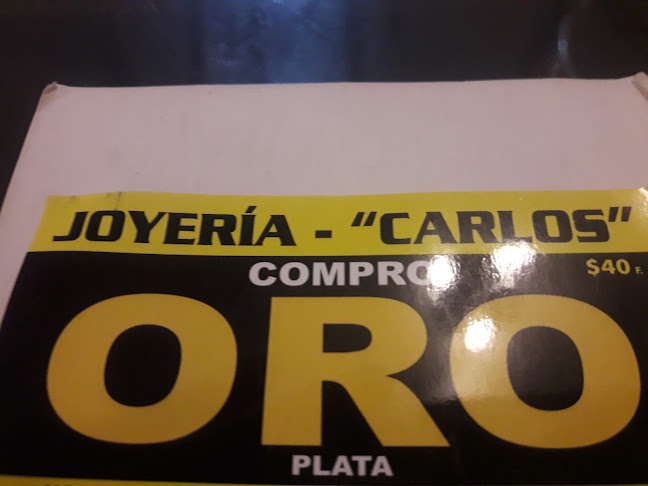 JOYERÍA - "CARLOS"
COMPRO
$40 F.
ORO
PLATA